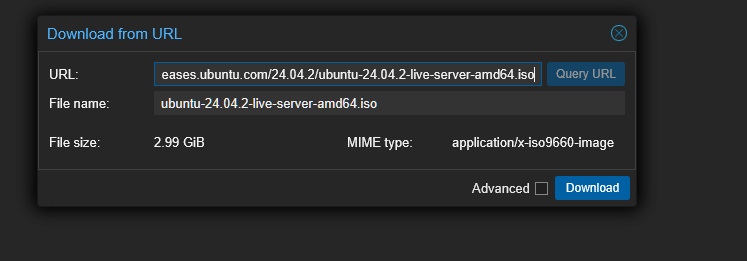 Download from URL
URL: eases.ubuntu.com/24.04.2/ubuntu-24.04.2-live-server-amd64.iso Query URL
File name: ubuntu-24.04.2-live-server-amd64.iso
File size: 2.99 GiB MIME type: application/x-iso9660-image
Advanced Download